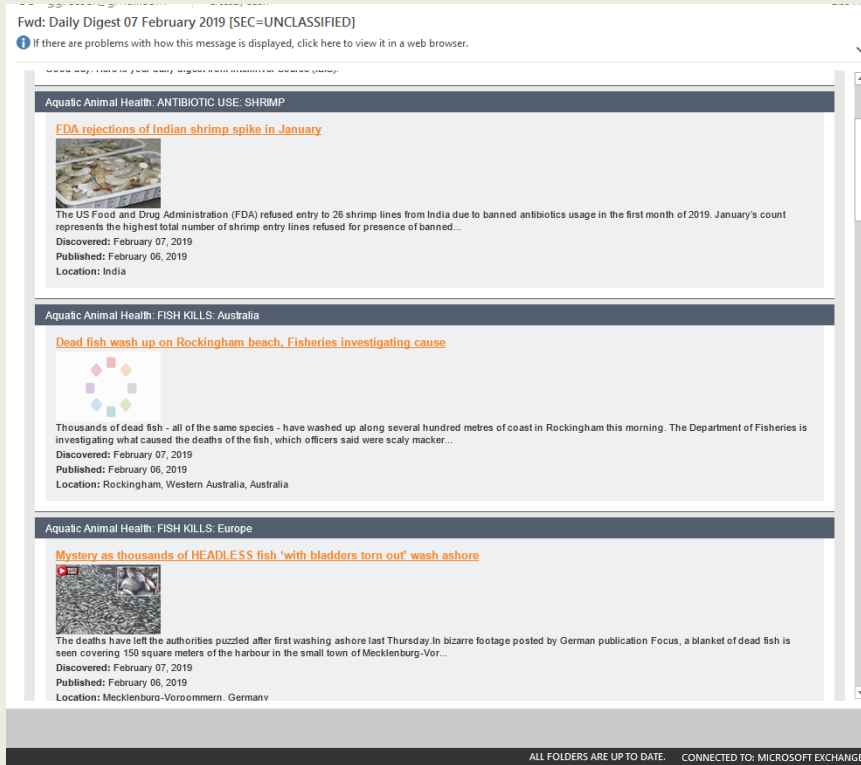 Fwd: Daily Digest 07 February 2019 [SEC=UNCLASSIFIED]
If there are problems with how this message is displayed, click here to view it in a web browser.
Aquatic Animal Health: ANTIBIOTIC USE: SHRIMP
FDA rejections of Indian shrimp spike in January
The US Food and Drug Administration (FDA) refused entry to 26 shrimp lines from India due to banned antibiotics usage in the first month of 2019. January's count
represents the highest total number of shrimp entry lines refused for presence of banned...
Discovered: February 07, 2019
Published: February 06, 2019
Location: India
Aquatic Animal Health: FISH KILLS: Australia
Dead fish wash up on Rockingham beach, Fisheries investigating cause
Thousands of dead fish - all of the same species - have washed up along several hundred metres of coast in Rockingham this morning. The Department of Fisheries is
investigating what caused the deaths of the fish, which officers said were scaly macker...
Discovered: February 07, 2019
Published: February 06, 2019
Location: Rockingham, Western Australia, Australia
Aquatic Animal Health: FISH KILLS: Europe
Mystery as thousands of HEADLESS fish ‘with bladders torn out’ wash ashore
The deaths have left the authorities puzzled after first washing ashore last Thursday.In bizarre footage posted by German publication Focus, a blanket of dead fish is
seen covering 150 square meters of the harbour in the small town of Mecklenburg-Vor...
Discovered: February 07, 2019
Published: February 06, 2019
Location: Mecklenburg-Vorpommern, Germany
ALL FOLDERS ARE UP TO DATE. CONNECTED TO: MICROSOFT EXCHANGE